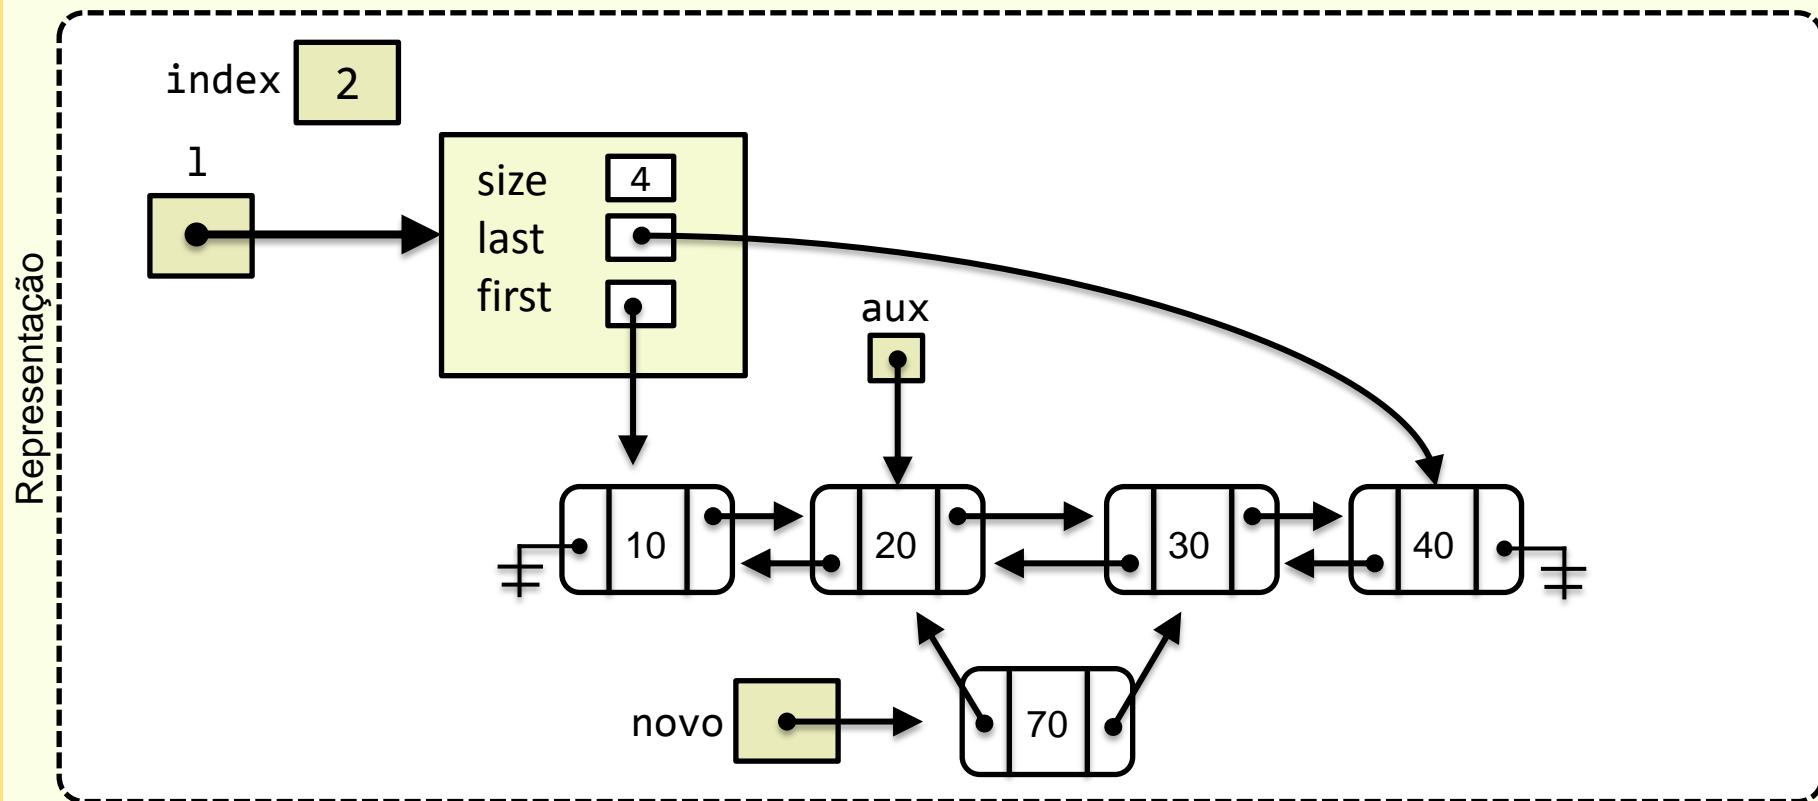 Representação
index 2
l
size 4
last
first
aux
10 20 30 40
novo 70